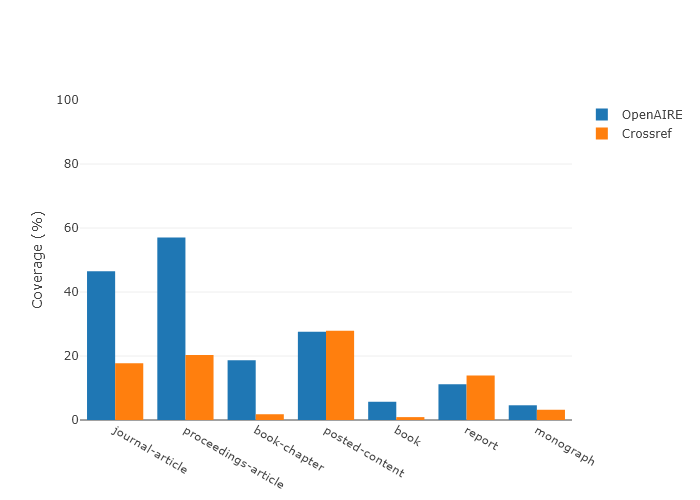 100
80
60
40
20
0
Coverage (%)
journal-article
proceedings-article
book-chapter
posted-content
book
report
monograph
OpenAIRE
Crossref